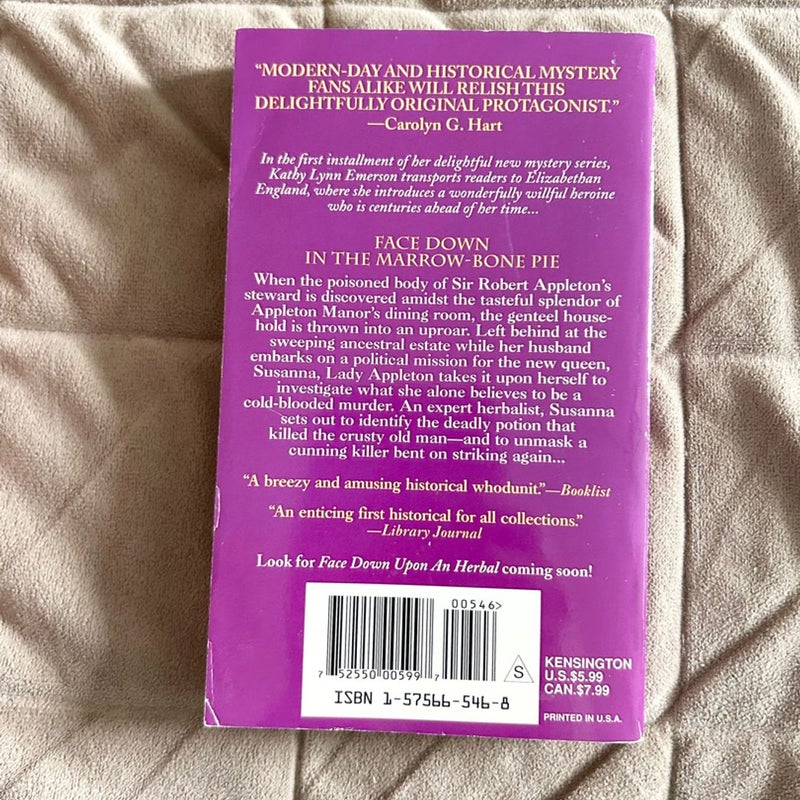 “MODERN-DAY AND HISTORICAL MYSTERY
FANS ALIKE WILL RELISH THIS
DELIGHTFULLY ORIGINAL PROTAGONIST.”
—Carolyn G. Hart
In the first installment of her delightful new mystery series,
Kathy Lynn Emerson transports readers to Elizabethan
England, where she introduces a wonderfully willful heroine
who is centuries ahead of her time...
FACE DOWN
IN THE MARROW-BONE PIE
When the poisoned body of Sir Robert Appleton’s
steward is discovered amidst the tasteful splendor of
Appleton Manor’s dining room, the genteel house-
hold is thrown into an uproar. Left behind at the
sweeping ancestral estate while her husband
embarks on a political mission for the new queen,
Susanna, Lady Appleton takes it upon herself to
investigate what she alone believes to be a
cold-blooded murder. An expert herbalist, Susanna
sets out to identify the deadly potion that
killed the crusty old man—and to unmask a
cunning killer bent on striking again...
“A breezy and amusing historical whodunit.”—Booklist
“An enticing first historical for all collections.”
—Library Journal
Look for Face Down Upon An Herbal coming soon!
00546>
7 52550 00599 7
S
ISBN 1-57566-546-8
KENSINGTON
U.S.$5.99
CAN.$7.99
PRINTED IN U.S.A.